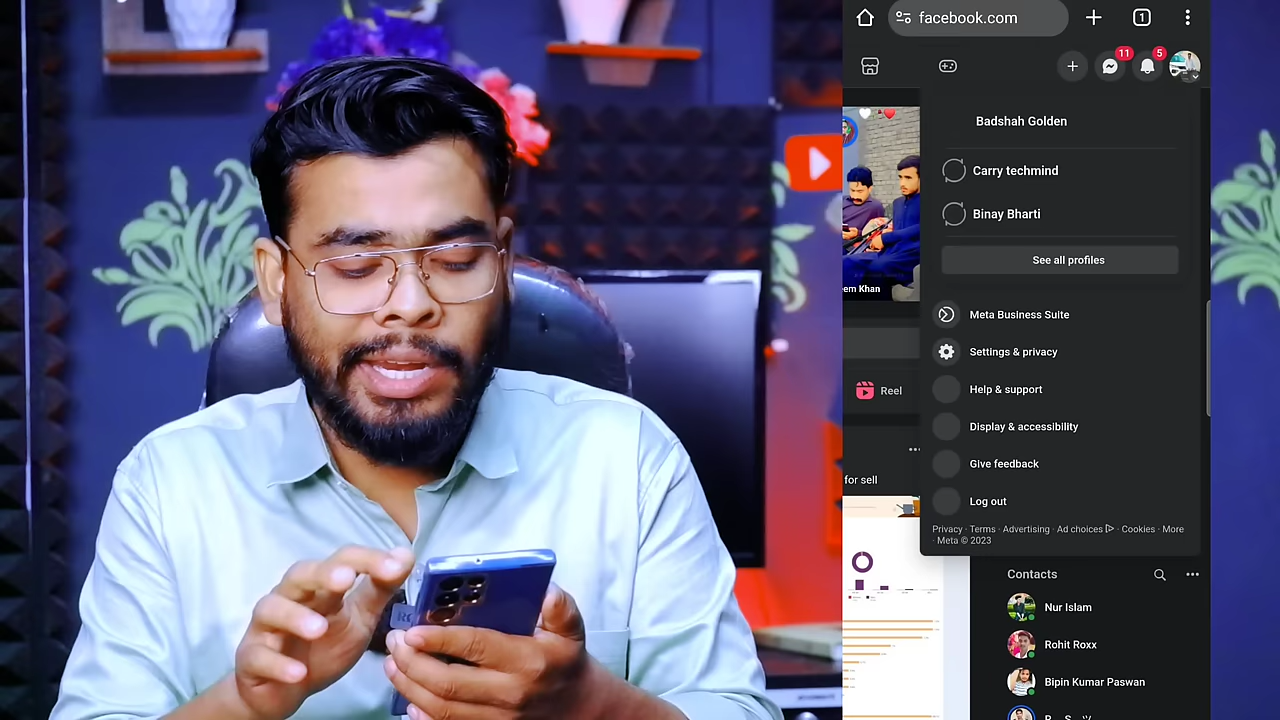 facebook.com
1
11
5
Badshah Golden
Carry techmind
Binay Bharti
See all profiles
em Khan
Meta Business Suite
Settings & privacy
Reel
Help & support
Display & accessibility
Give feedback
for sell
Log out
Privacy · Terms · Advertising · Ad choices · Cookies · More
· Meta © 2023
Contacts
Nur Islam
Rohit Roxx
Bipin Kumar Paswan